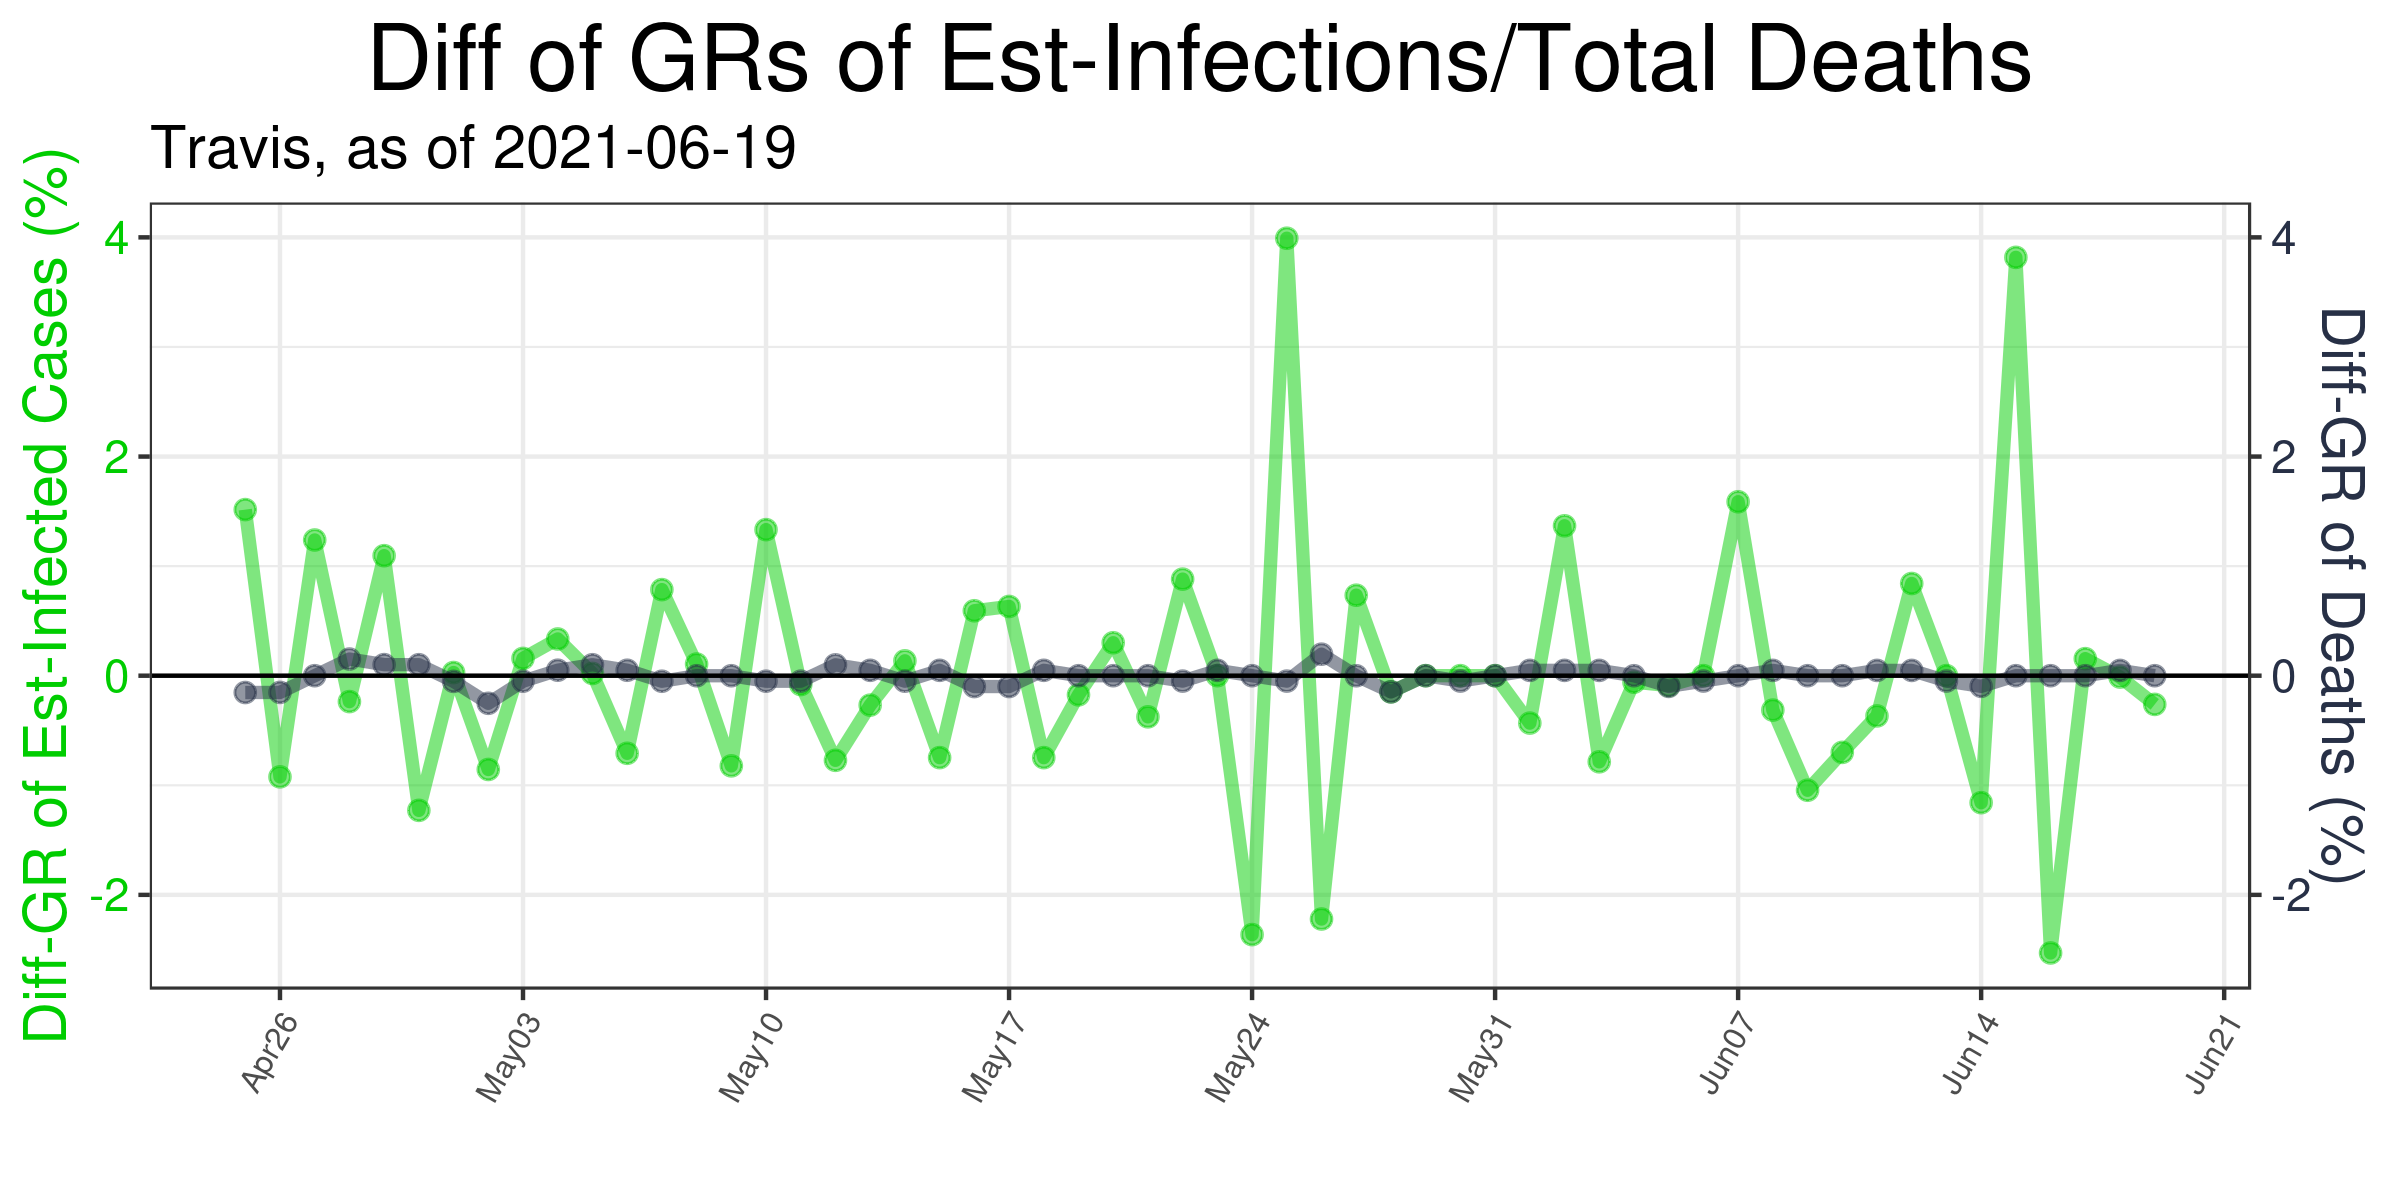 Diff of GRs of Est-Infections/Total Deaths
Travis, as of 2021-06-19
Diff-GR of Est-Infected Cases (%)
4
2
0
-2
4
2
0
-2
Diff-GR of Deaths (%)
Apr26
May03
May10
May17
May24
May31
Jun07
Jun14
Jun21